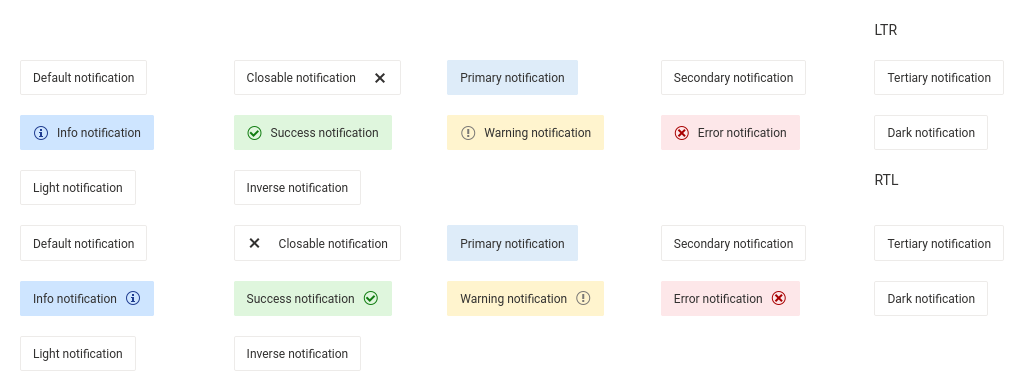 LTR
Default notification
Closable notification
Primary notification
Secondary notification
Tertiary notification
Info notification
Success notification
Warning notification
Error notification
Dark notification
Light notification
Inverse notification
RTL
Default notification
Closable notification
Primary notification
Secondary notification
Tertiary notification
Info notification
Success notification
Warning notification
Error notification
Dark notification
Light notification
Inverse notification